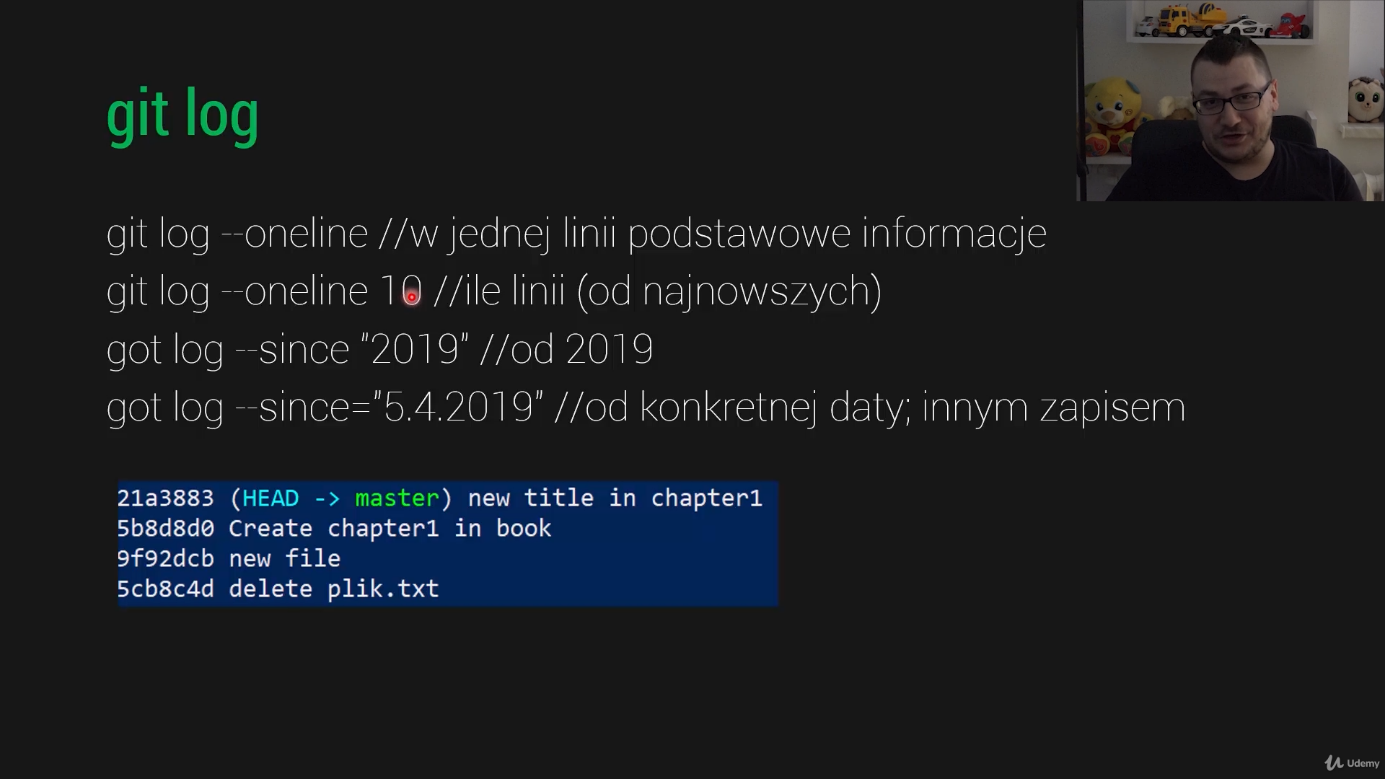 git log
git log --oneline //w jednej linii podstawowe informacje
git log --oneline 10 //ile linii (od najnowszych)
got log --since "2019" //od 2019
got log --since="5.4.2019" //od konkretnej daty; innym zapisem
21a3883 (HEAD -> master) new title in chapter1
5b8d8d0 Create chapter1 in book
9f92dcb new file
5cb8c4d delete plik.txt
Udemy